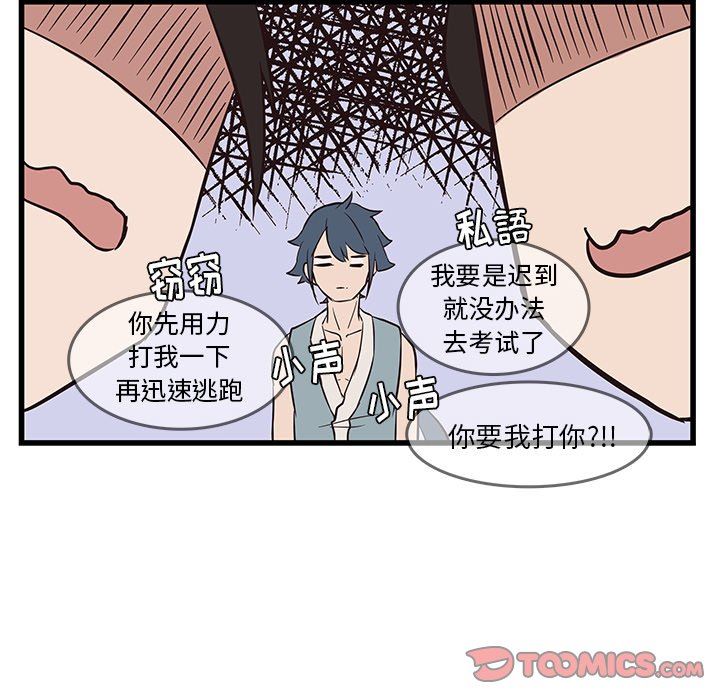 私語
我要是迟到
就没办法
去考试了
窃窃
你先用力
打我一下
再迅速逃跑
小声
小声
你要我打你?!!
TOOMICS.COM